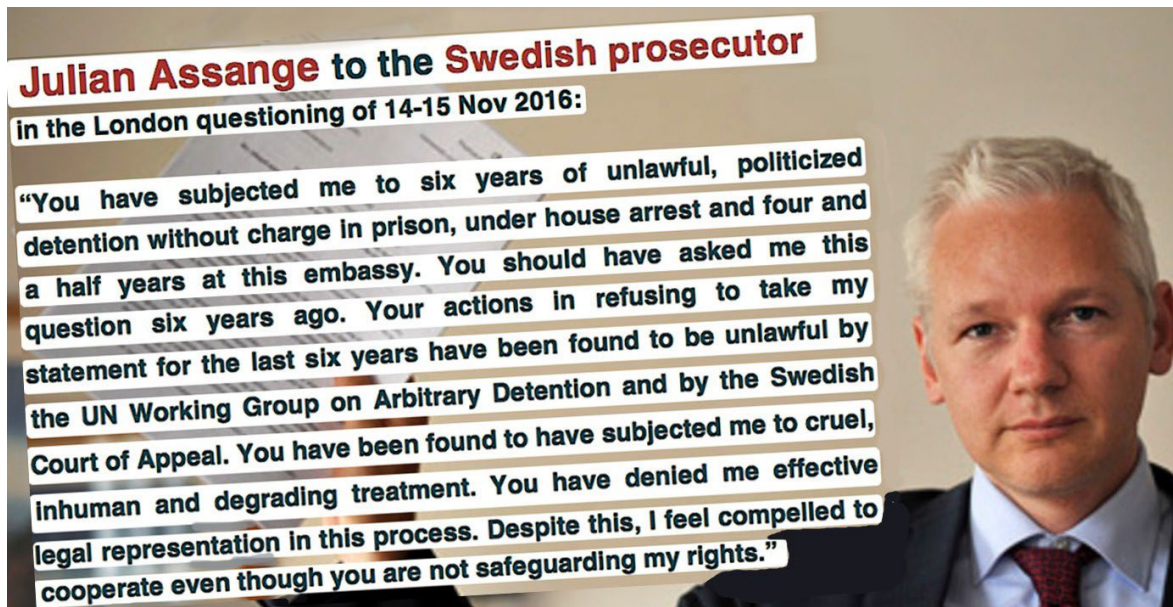 Julian Assange to the Swedish prosecutor
in the London questioning of 14-15 Nov 2016:
“You have subjected me to six years of unlawful, politicized
detention without charge in prison, under house arrest and four and
a half years at this embassy. You should have asked me this
question six years ago. Your actions in refusing to take my
statement for the last six years have been found to be unlawful by
the UN Working Group on Arbitrary Detention and by the Swedish
Court of Appeal. You have been found to have subjected me to cruel,
inhuman and degrading treatment. You have denied me effective
legal representation in this process. Despite this, I feel compelled to
cooperate even though you are not safeguarding my rights.”